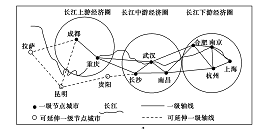 长江上游经济圈 长江中游经济圈 长江下游经济圈
成都
合肥 南京
拉萨
武汉
重庆
上海
杭州
贵阳
长沙
南昌
昆明
一级节点城市 长江 一级轴线
可延伸一级节点城市 可延伸一级轴线